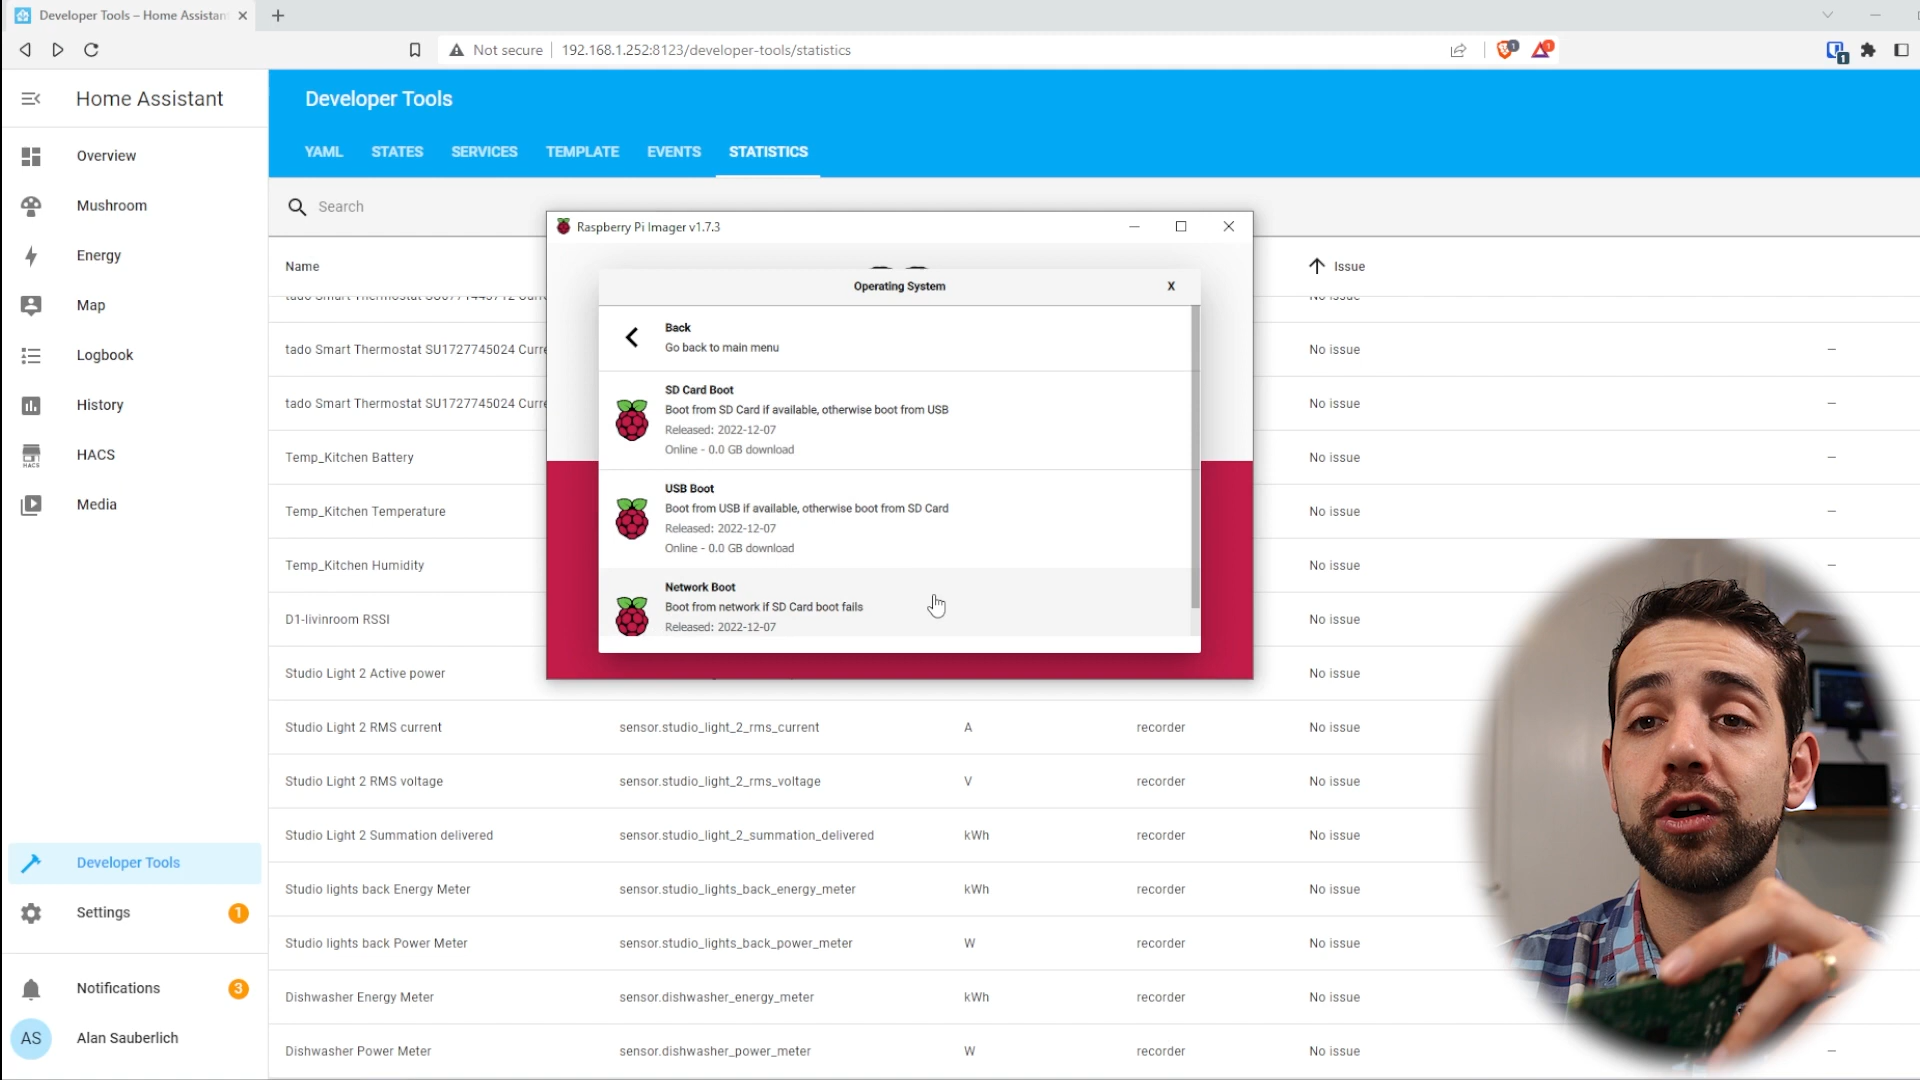 Developer Tools – Home Assistant
Not secure
192.168.1.252:8123/developer-tools/statistics
1
1
1
Home Assistant
Developer Tools
YAML
STATES
SERVICES
TEMPLATE
EVENTS
STATISTICS
Search
Overview
Mushroom
Energy
Map
Logbook
History
HACS
HACS
Media
Developer Tools
Settings
1
Notifications
3
AS
Alan Sauberlich
Name
Issue
No issue
tado Smart Thermostat SU1727745024 Curre
No issue
–
tado Smart Thermostat SU1727745024 Curre
No issue
–
Temp_Kitchen Battery
No issue
–
Temp_Kitchen Temperature
No issue
–
Temp_Kitchen Humidity
No issue
–
D1-livinroom RSSI
No issue
Studio Light 2 Active power
No issue
Studio Light 2 RMS current
sensor.studio_light_2_rms_current
A
recorder
No issue
Studio Light 2 RMS voltage
sensor.studio_light_2_rms_voltage
V
recorder
No issue
Studio Light 2 Summation delivered
sensor.studio_light_2_summation_delivered
kWh
recorder
No issue
Studio lights back Energy Meter
sensor.studio_lights_back_energy_meter
kWh
recorder
No issue
Studio lights back Power Meter
sensor.studio_lights_back_power_meter
W
recorder
No issue
Dishwasher Energy Meter
sensor.dishwasher_energy_meter
kWh
recorder
No issue
Dishwasher Power Meter
sensor.dishwasher_power_meter
W
recorder
No issue
–
Raspberry Pi Imager v1.7.3
Operating System
X
Back
Go back to main menu
SD Card Boot
Boot from SD Card if available, otherwise boot from USB
Released: 2022-12-07
Online - 0.0 GB download
USB Boot
Boot from USB if available, otherwise boot from SD Card
Released: 2022-12-07
Online - 0.0 GB download
Network Boot
Boot from network if SD Card boot fails
Released: 2022-12-07